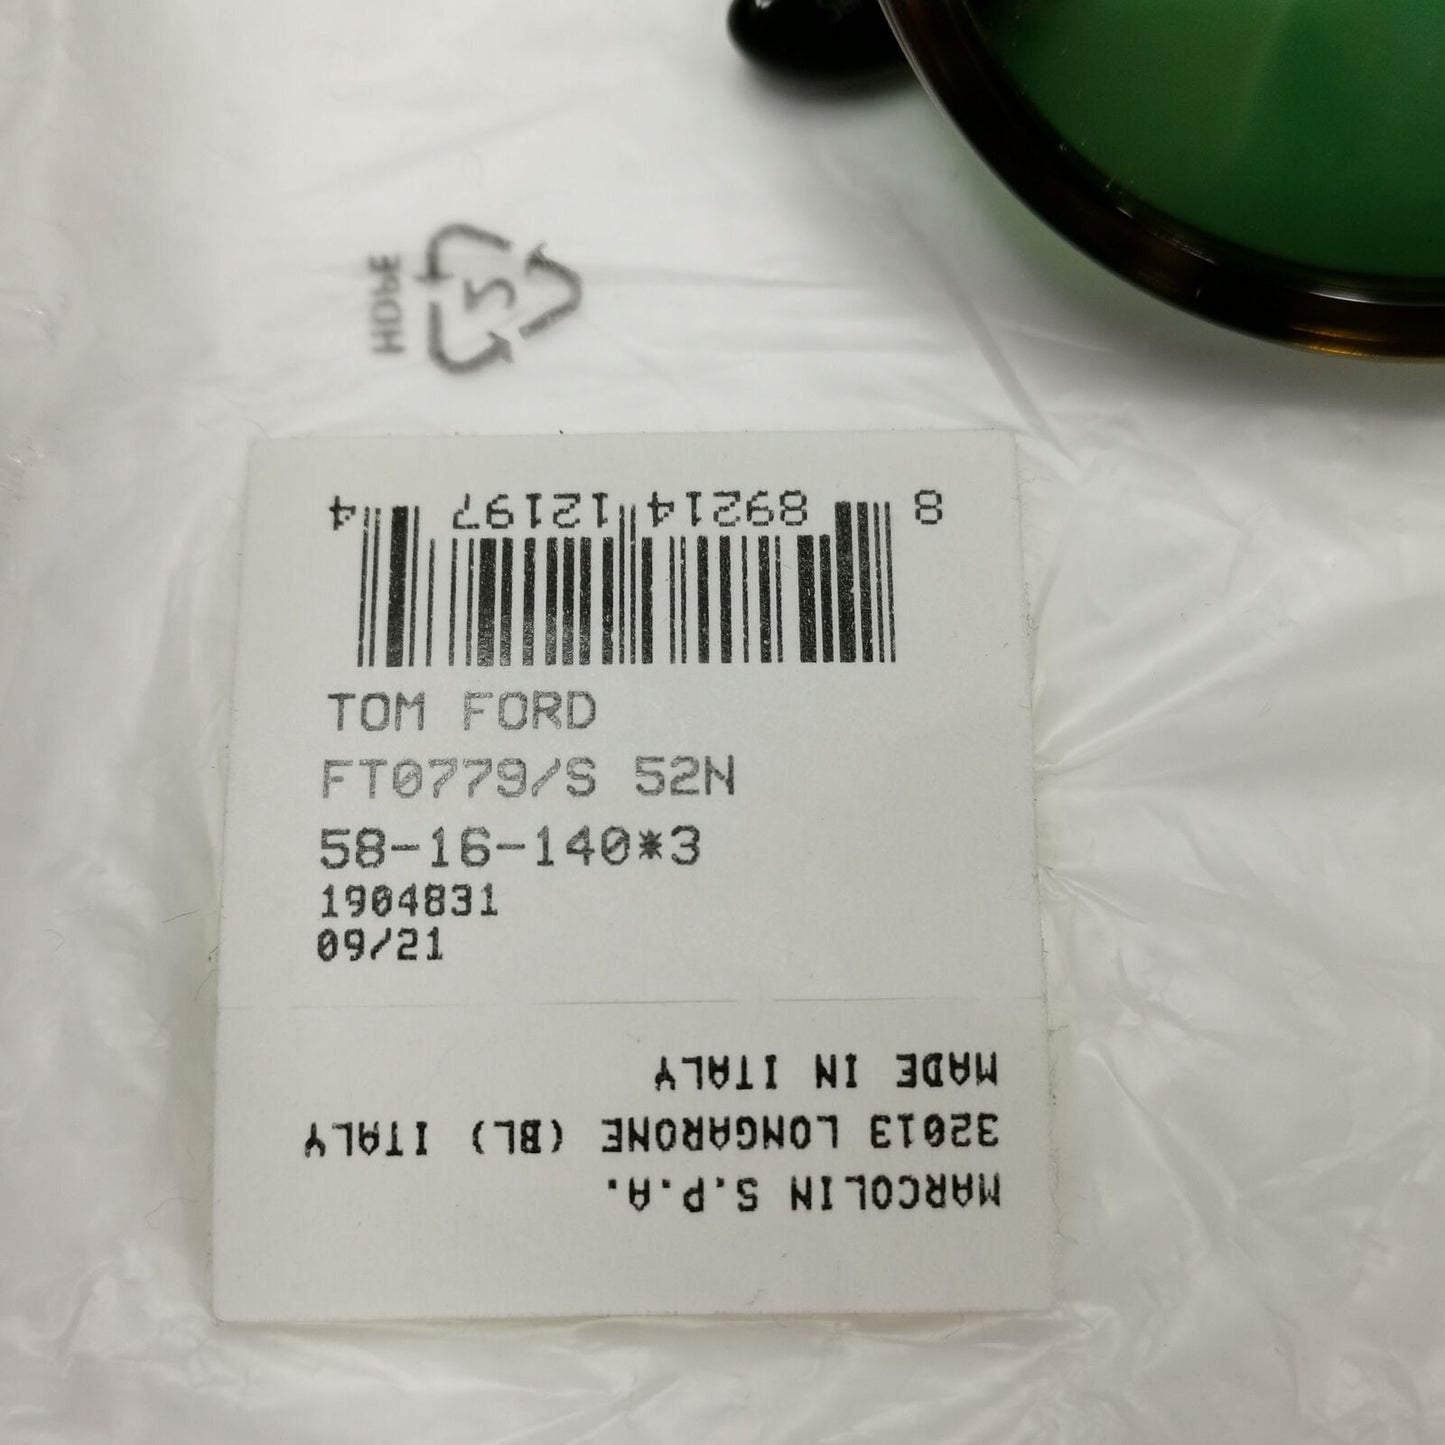 HDPE
2
8 89214 12197 4
TOM FORD
FT0779/S 52N
58-16-140*3
1904831
09/21
MARCOLIN S.P.A.
32013 LONGARONE (BL) ITALY
MADE IN ITALY